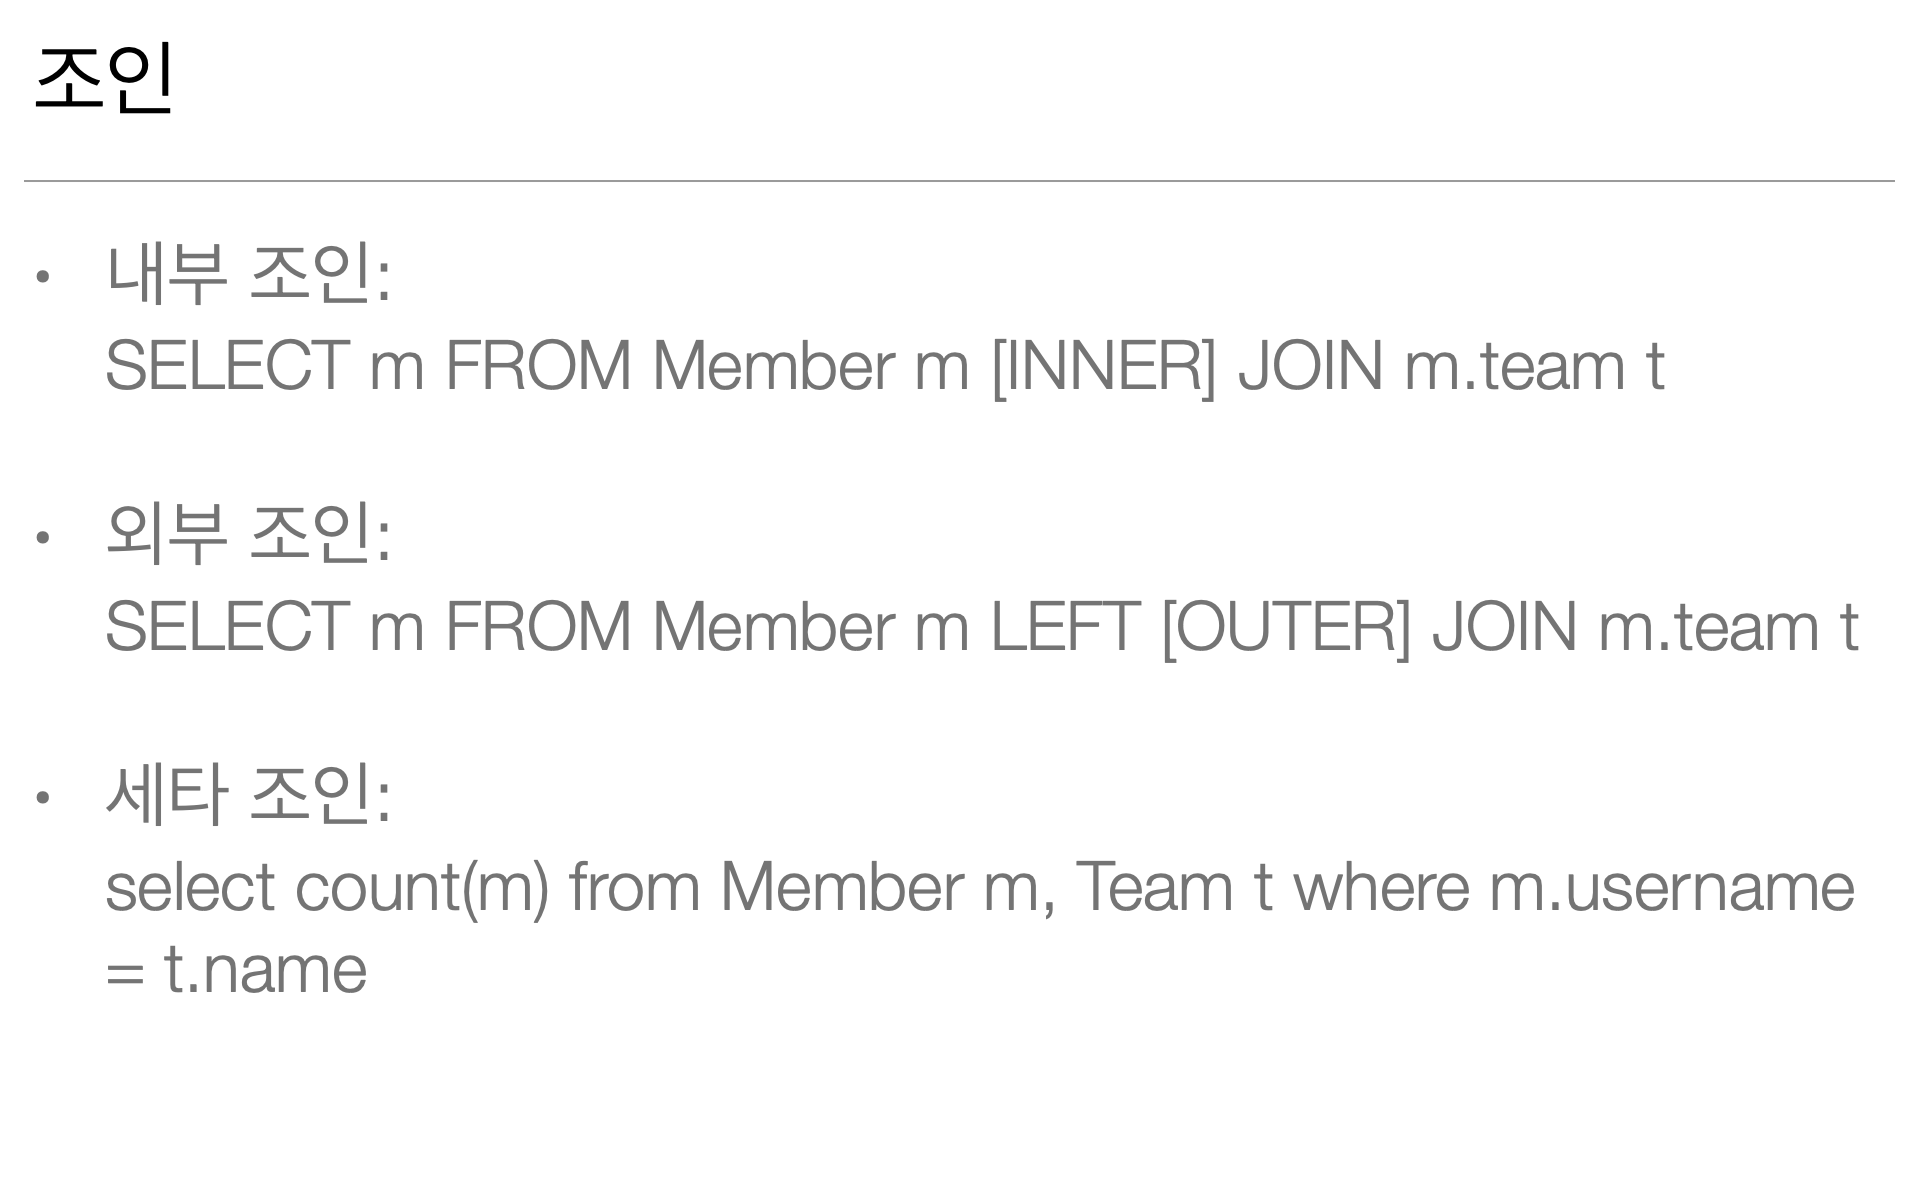 조인
• 내부 조인:
SELECT m FROM Member m [INNER] JOIN m.team t
• 외부 조인:
SELECT m FROM Member m LEFT [OUTER] JOIN m.team t
• 세타 조인:
select count(m) from Member m, Team t where m.username
= t.name